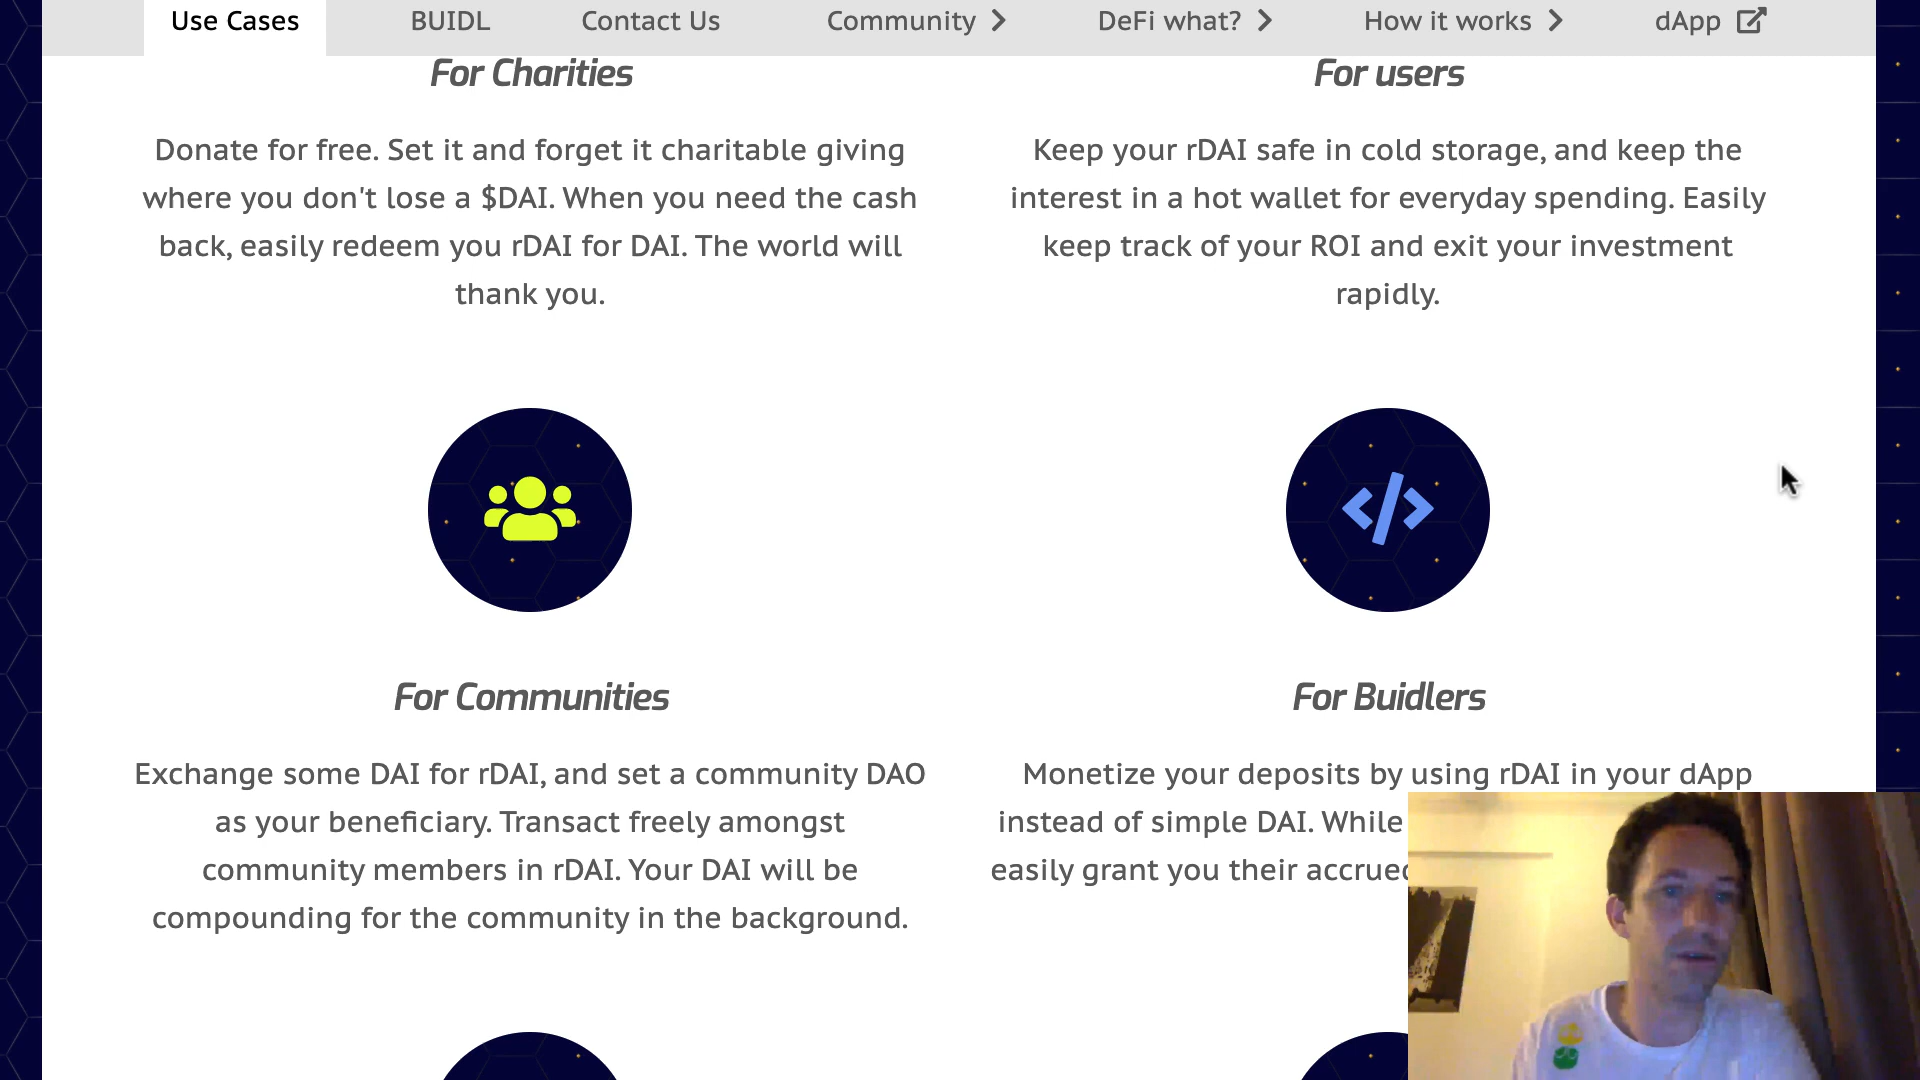 Use Cases
BUIDL
Contact Us
Community
DeFi what?
How it works
dApp
For Charities
Donate for free. Set it and forget it charitable giving
where you don't lose a $DAI. When you need the cash
back, easily redeem you rDAI for DAI. The world will
thank you.
For users
Keep your rDAI safe in cold storage, and keep the
interest in a hot wallet for everyday spending. Easily
keep track of your ROI and exit your investment
rapidly.
For Communities
Exchange some DAI for rDAI, and set a community DAO
as your beneficiary. Transact freely amongst
community members in rDAI. Your DAI will be
compounding for the community in the background.
For Buidlers
Monetize your deposits by using rDAI in your dApp
instead of simple DAI. While
easily grant you their accrued